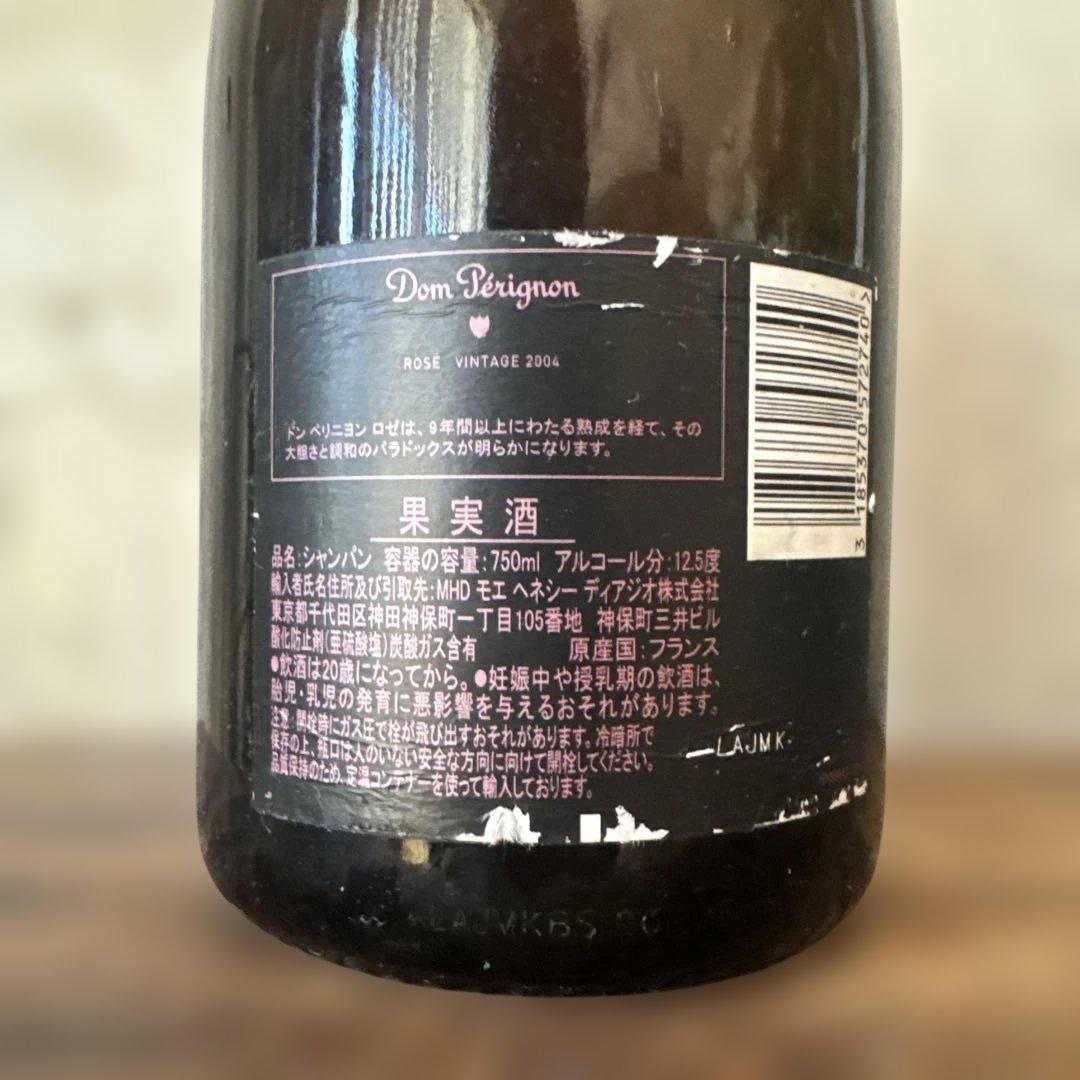 Dom Pérignon
ROSÉ VINTAGE 2004
ドン ペリニヨン ロゼは、9年間以上にわたる熟成を経て、その
大胆さと調和のパラドックスが明らかになります。
果実酒
品名:シャンパン 容器の容量:750ml アルコール分:12.5度
輸入者氏名住所及び引取先:MHD モエ ヘネシー ディアジオ株式会社
東京都千代田区神田神保町一丁目105番地 神保町三井ビル
酸化防止剤(亜硫酸塩)炭酸ガス含有 原産国:フランス
●飲酒は20歳になってから。●妊娠中や授乳期の飲酒は、
胎児・乳児の発育に悪影響を与えるおそれがあります。
注意・開栓時にガス圧で栓が飛び出すおそれがあります。冷暗所で
保存の上、瓶口は人のいない安全な方向に向けて開栓してください。
品質保持のため、定温コンテナーを使って輸入しております。
3 185370 572740
LAJMK